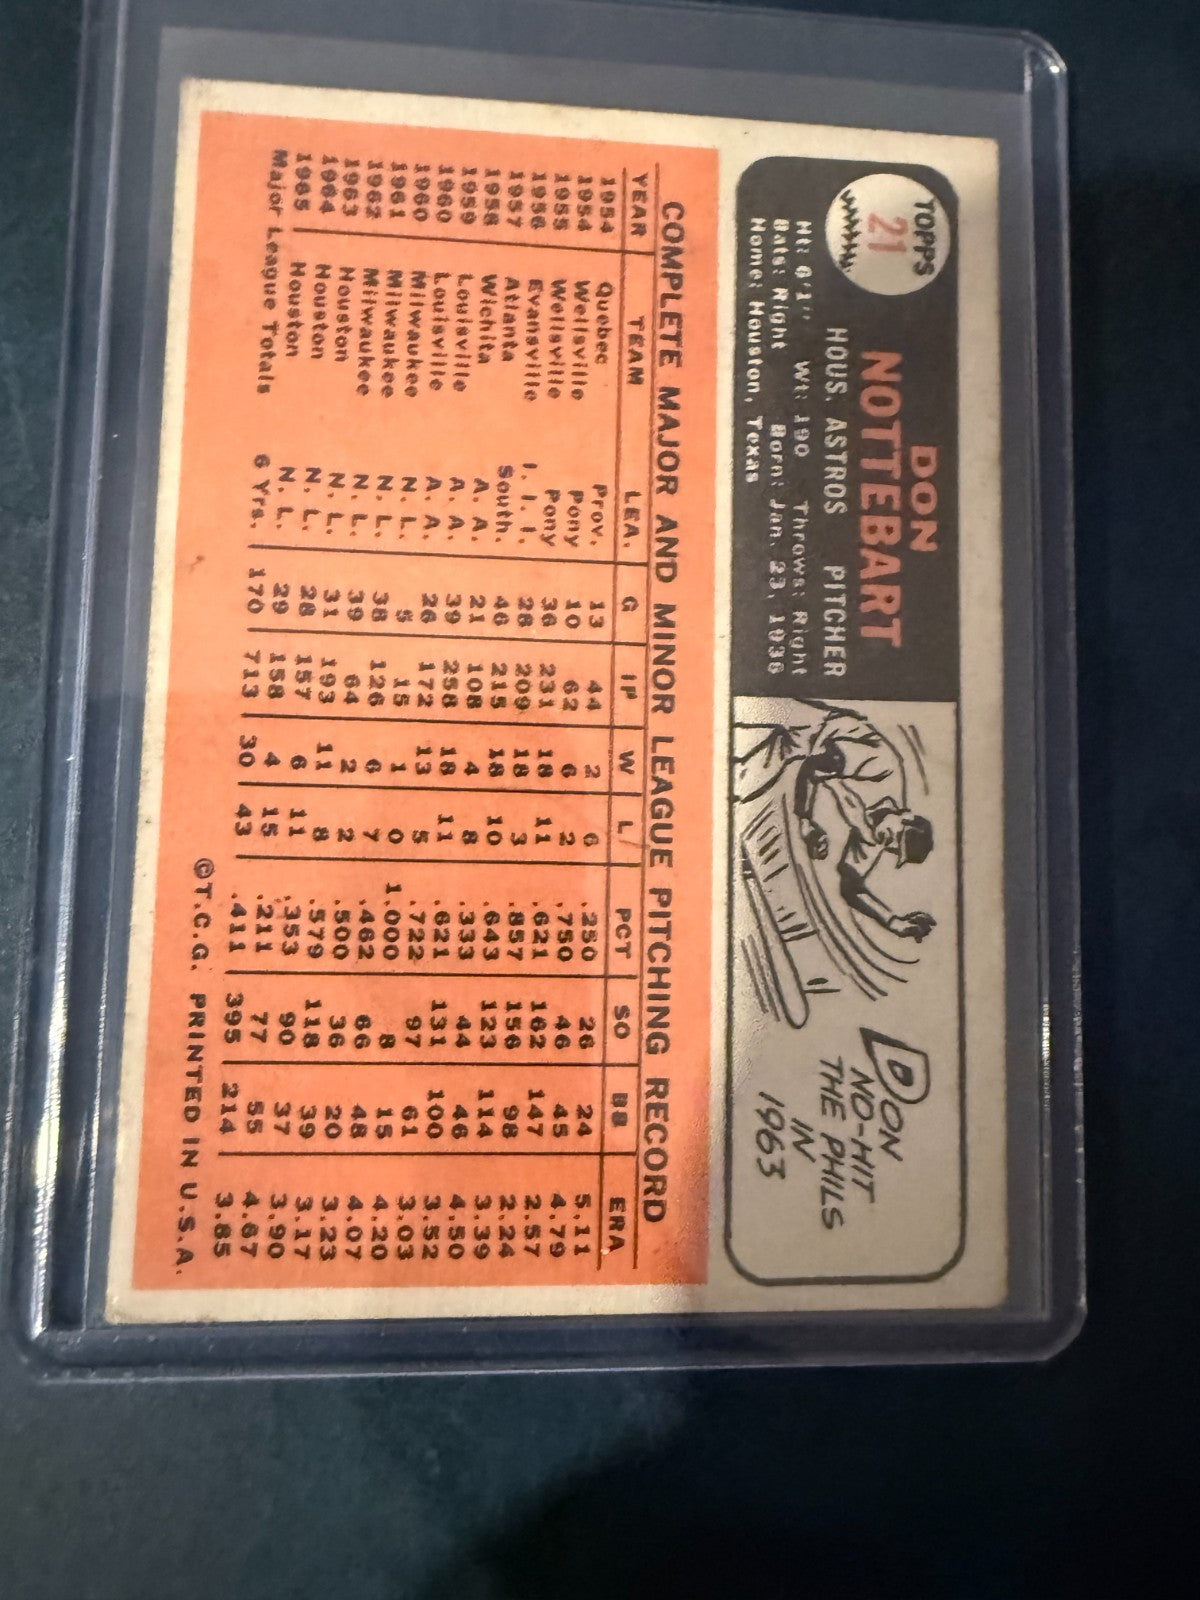 TOPPS
21
DON
NOTTEBART
HOUS. ASTROS PITCHER
Ht: 6'1" Wt: 190 Throws: Right
Bats: Right Born: Jan. 23, 1936
Home: Houston, Texas
DON
NO-HIT
THE PHILS
IN
1963
COMPLETE MAJOR AND MINOR LEAGUE PITCHING RECORD
YEAR TEAM LEA. G IP W L PCT SO BB ERA
1954 Quebec Prov. 13 44 2 6 .250 26 24 5.11
1954 Wellsville Pony 10 62 6 2 .750 46 45 4.79
1955 Wellsville Pony 36 231 18 11 .621 162 147 2.57
1956 Evansville I. I. I. 28 209 18 3 .857 156 98 2.24
1957 Atlanta South. 46 215 18 10 .643 123 114 3.39
1958 Wichita A. A. 21 108 4 8 .333 44 46 4.50
1959 Louisville A. A. 39 258 18 11 .621 131 100 3.52
1960 Louisville A. A. 26 172 13 5 .722 97 61 3.03
1960 Milwaukee N. L. 5 15 1 0 1.000 8 15 4.20
1961 Milwaukee N. L. 38 126 6 7 .462 66 48 4.07
1962 Milwaukee N. L. 39 64 2 2 .500 36 20 3.23
1963 Houston N. L. 31 193 11 8 .579 118 39 3.17
1964 Houston N. L. 28 157 6 11 .353 90 37 3.90
1965 Houston N. L. 29 158 4 15 .211 77 55 4.67
Major League Totals 6 Yrs. 170 713 30 43 .411 395 214 3.85
©T.C.G. PRINTED IN U.S.A.